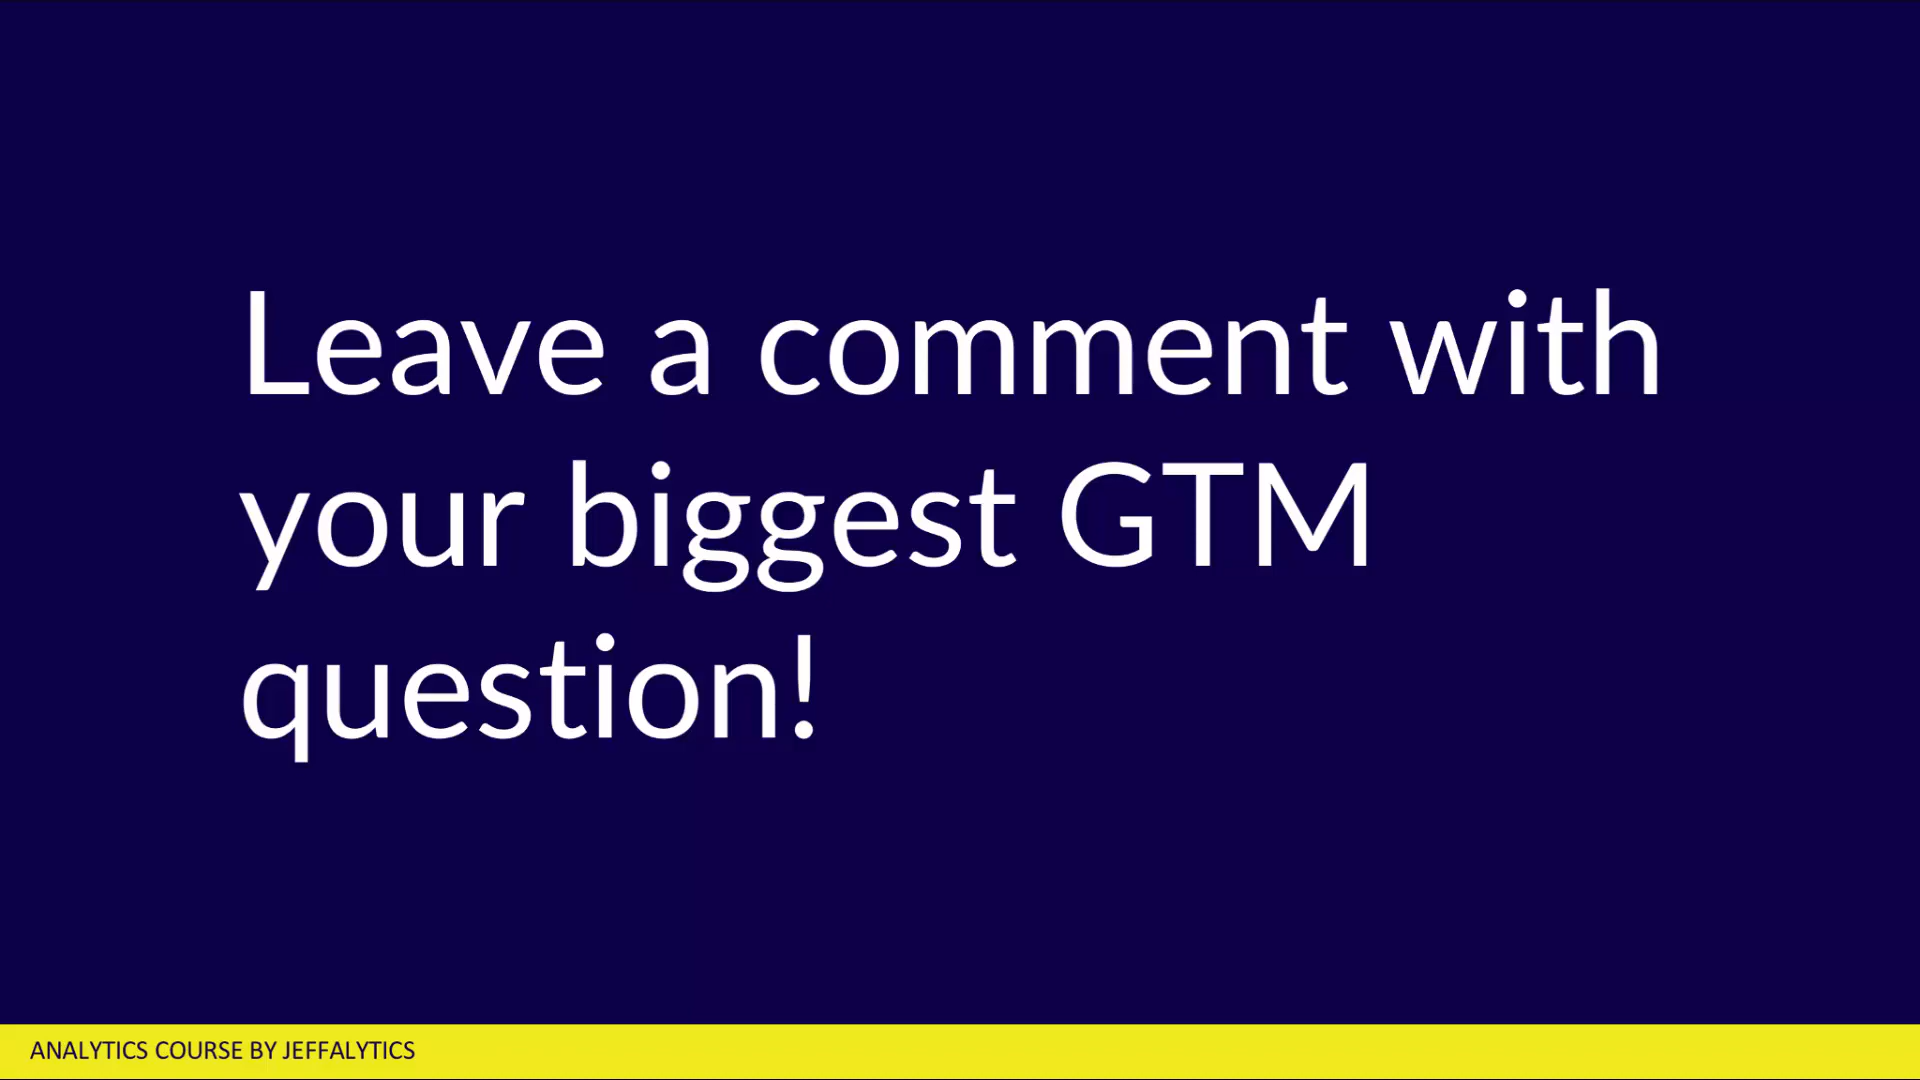 Leave a comment with
your biggest GTM
question!
ANALYTICS COURSE BY JEFFALYTICS